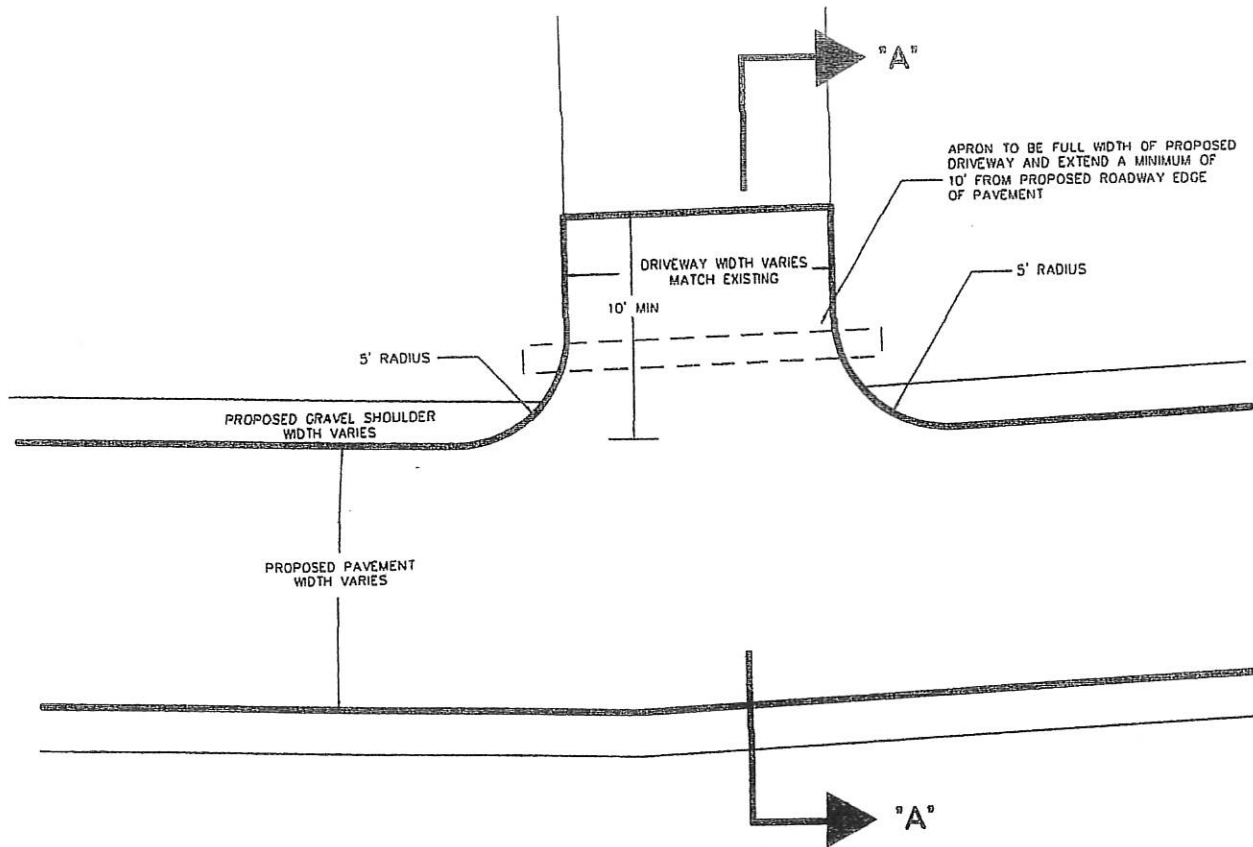 "A"
APRON TO BE FULL WIDTH OF PROPOSED
DRIVEWAY AND EXTEND A MINIMUM OF
10' FROM PROPOSED ROADWAY EDGE
OF PAVEMENT
DRIVEWAY WIDTH VARIES
MATCH EXISTING
5' RADIUS
10' MIN
5' RADIUS
PROPOSED GRAVEL SHOULDER
WIDTH VARIES
PROPOSED PAVEMENT
WIDTH VARIES
"A"